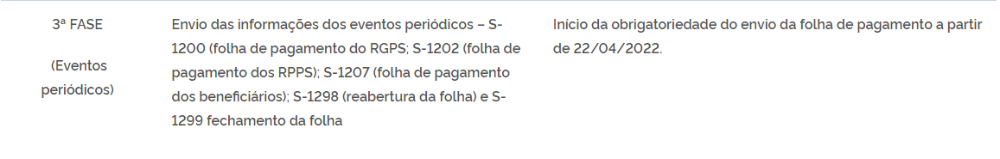 3ª FASE
(Eventos
periódicos)
Envio das informações dos eventos periódicos – S-
1200 (folha de pagamento do RGPS; S-1202 (folha de
pagamento dos RPPS); S-1207 (folha de pagamento
dos beneficiários); S-1298 (reabertura da folha) e S-
1299 fechamento da folha
Início da obrigatoriedade do envio da folha de pagamento a partir
de 22/04/2022.